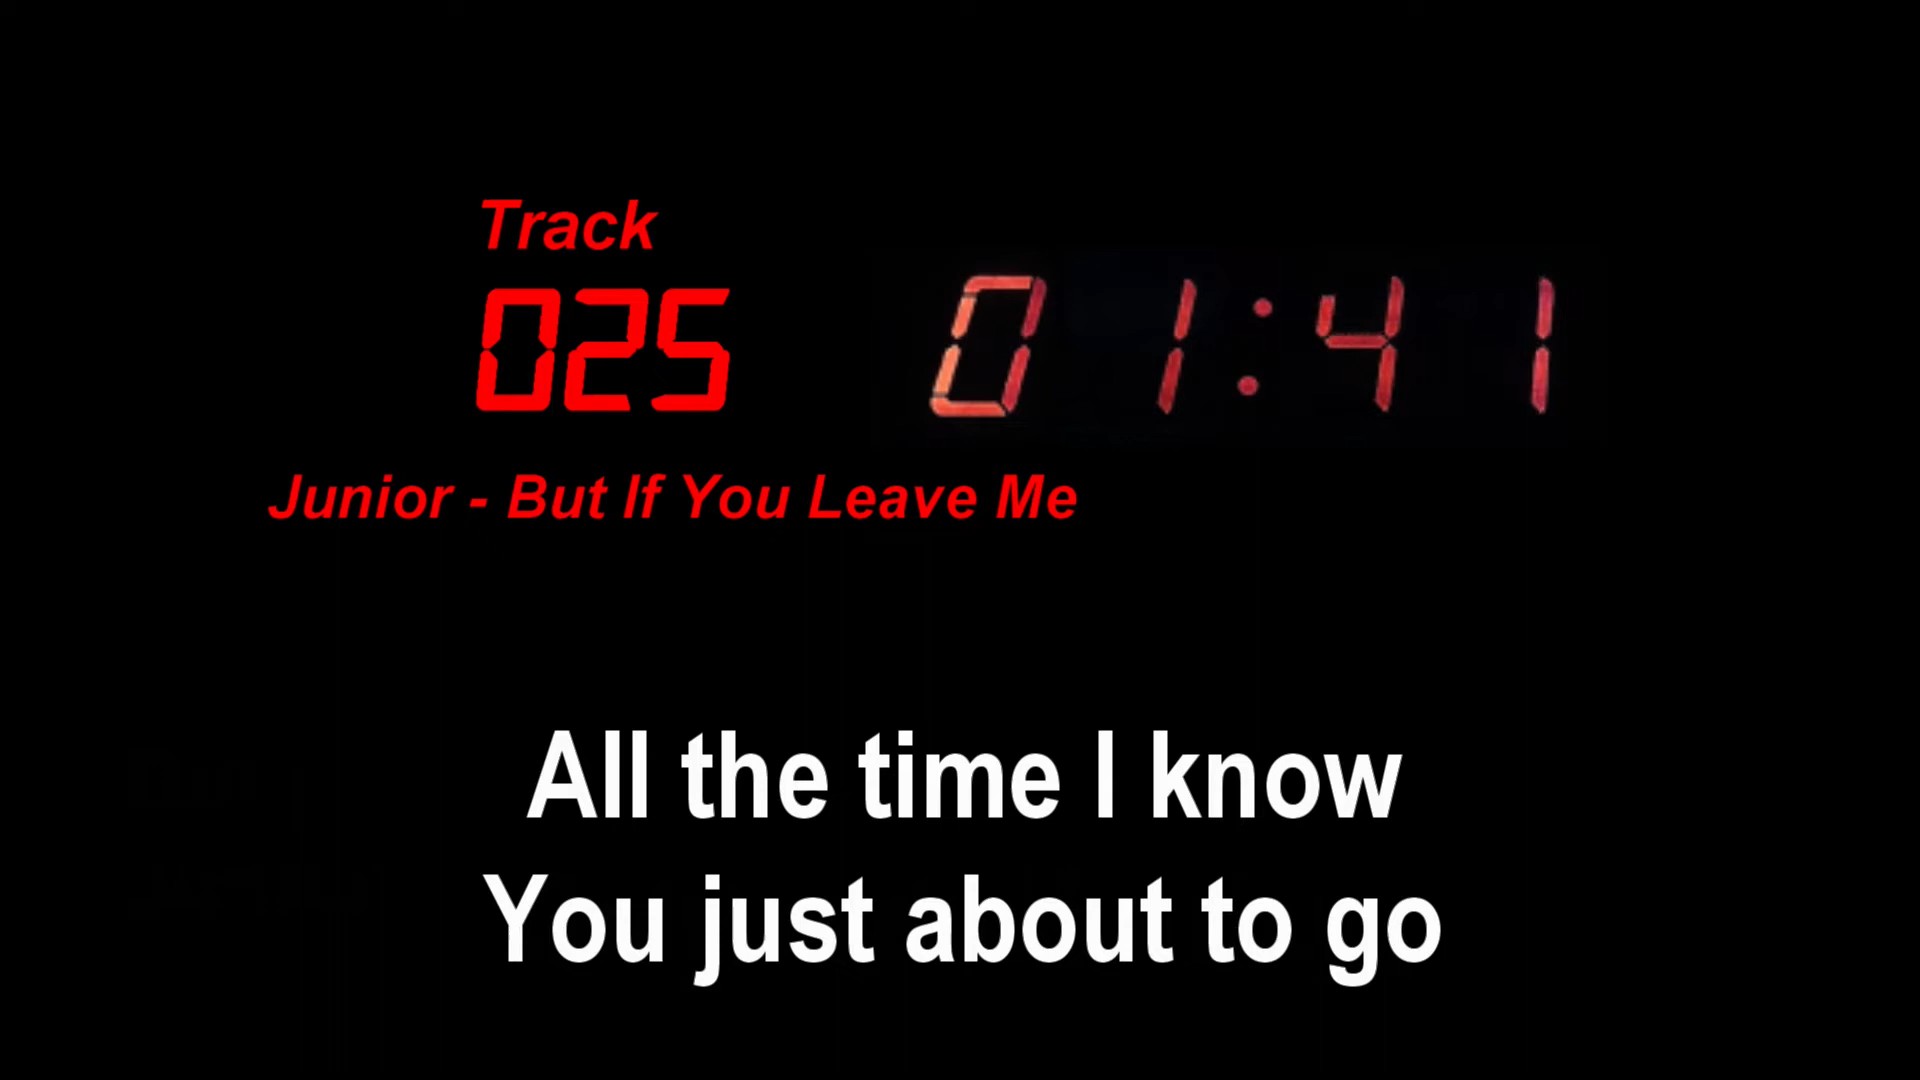 Track
025
01:41
Junior - But If You Leave Me
All the time I know
You just about to go